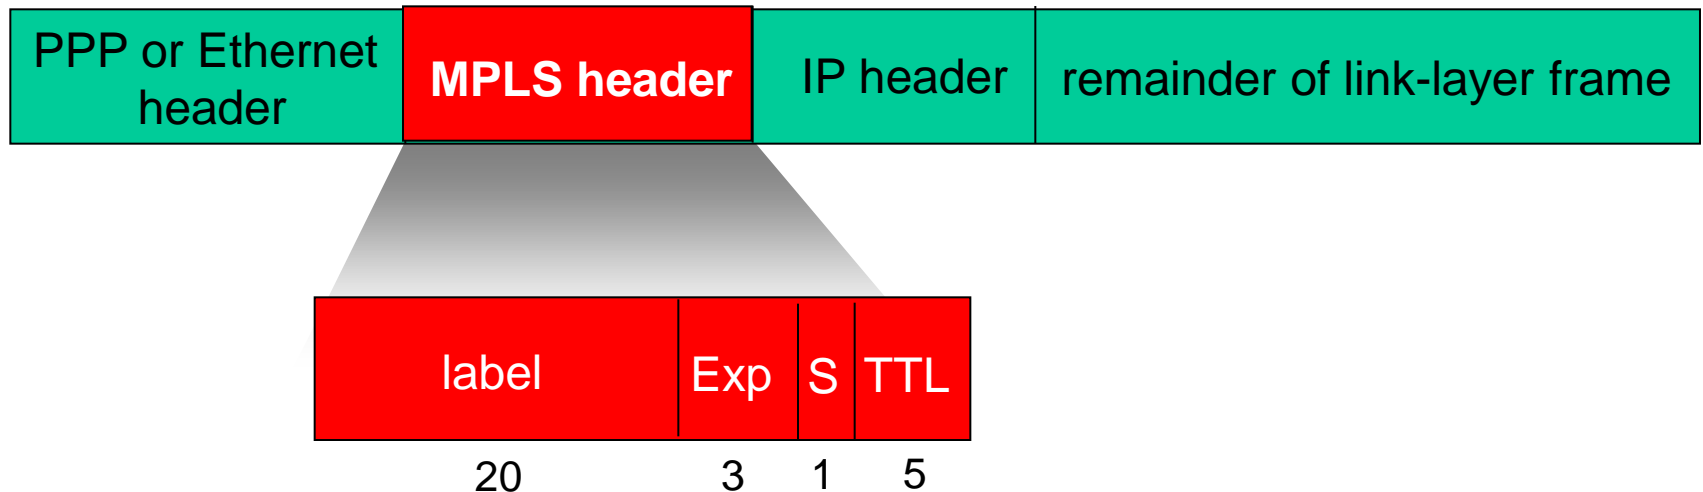 PPP or Ethernet
header
MPLS header
IP header
remainder of link-layer frame
label
Exp
S
TTL
20
3
1
5